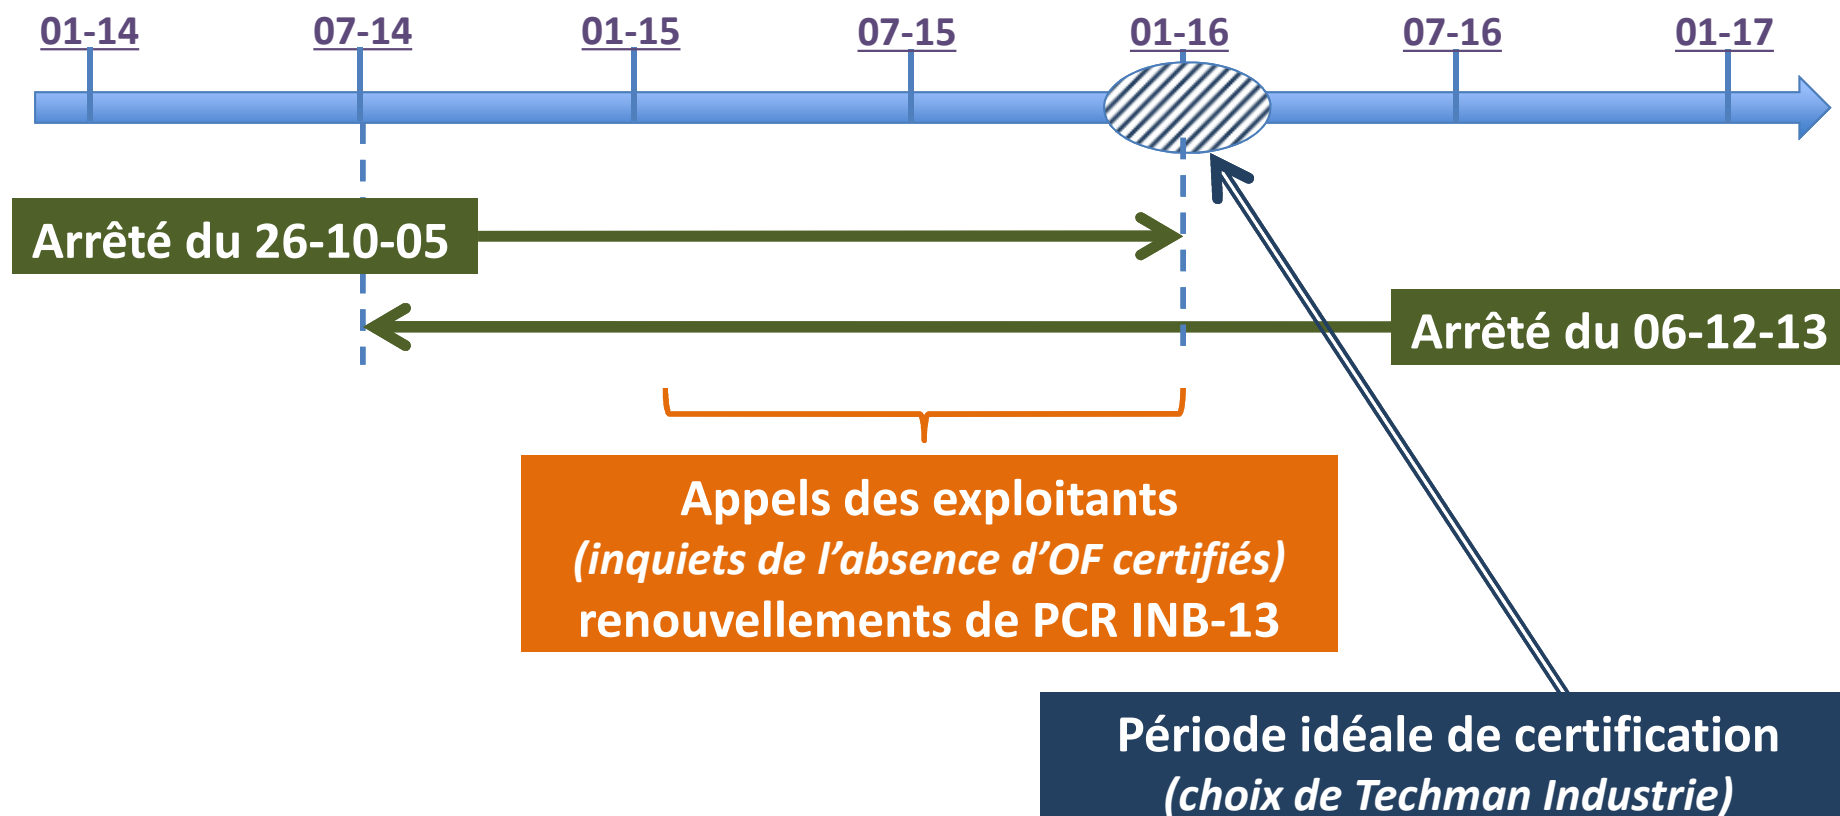 01-14 07-14 01-15 07-15 01-16 07-16 01-17
Arrêté du 26-10-05
Arrêté du 06-12-13
Appels des exploitants
(inquiets de l’absence d’OF certifiés)
renouvellements de PCR INB-13
Période idéale de certification
(choix de Techman Industrie)